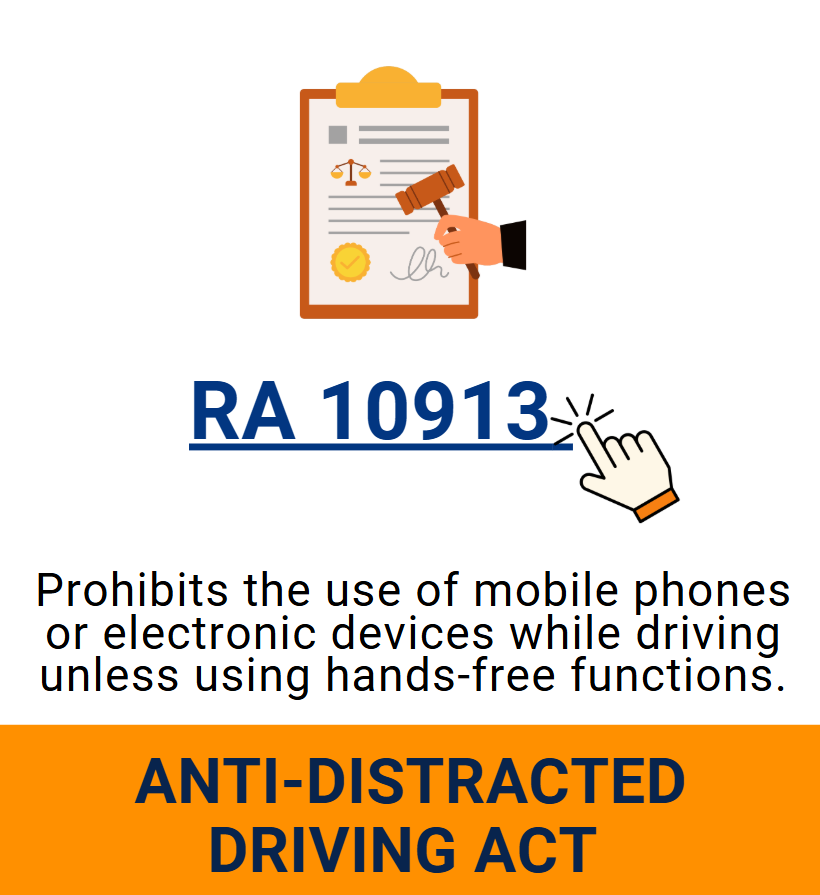 RA 10913
Prohibits the use of mobile phones
or electronic devices while driving
unless using hands-free functions.
ANTI-DISTRACTED
DRIVING ACT